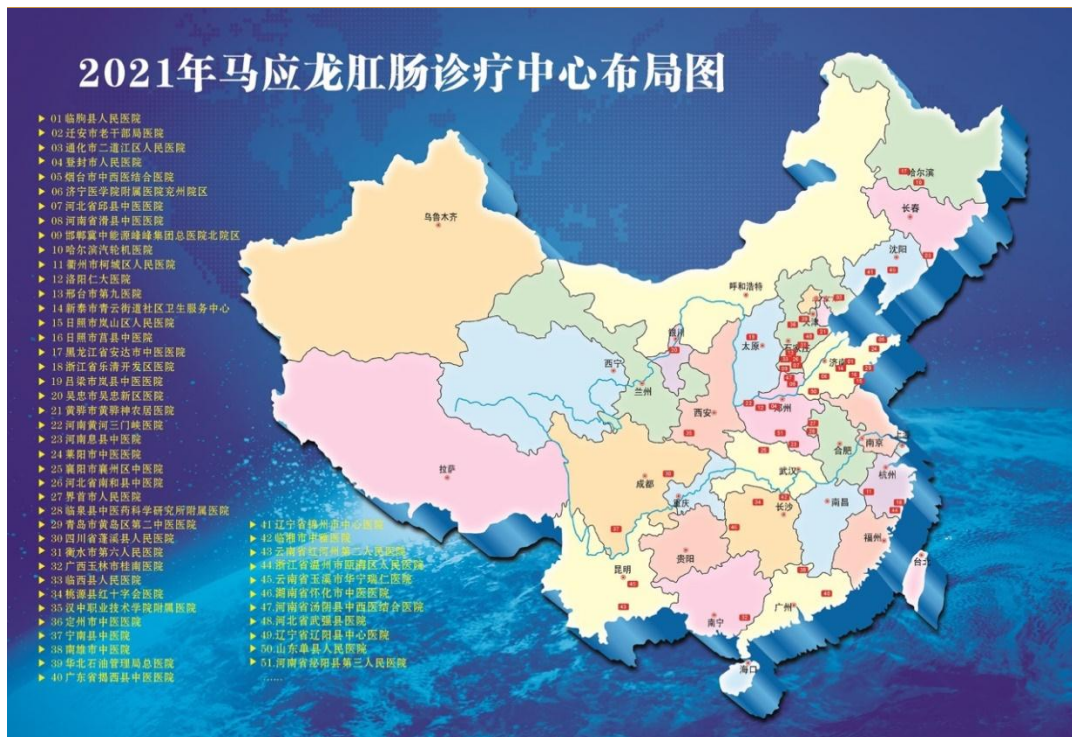 2021年马应龙肛肠诊疗中心布局图
01 临朐县人民医院
02 迁安市老干部局医院
03 通化市二道江区人民医院
04 登封市人民医院
05 烟台市中西医结合医院
06 济宁医学院附属医院兖州院区
07 河北省邱县中医医院
08 河南省滑县中医医院
09 邯郸冀中能源峰峰集团总医院北院区
10 哈尔滨汽轮机医院
11 衢州市柯城区人民医院
12 洛阳仁大医院
13 邢台市第九医院
14 新泰市青云街道社区卫生服务中心
15 日照市岚山区人民医院
16 日照市莒县中医院
17 黑龙江省安达市中医医院
18 浙江省乐清开发区医院
19 吕梁市岚县中医院
20 吴忠市吴忠新区医院
21 黄骅市黄骅神农居医院
22 河南黄河三门峡医院
23 河南息县中医院
24 莱阳市中医院
25 襄阳市襄州区中医院
26 河北省南和县中医院
27 界首市人民医院
28 临泉县中医药科学研究所附属医院
29 青岛市黄岛区第二中医医院
30 四川省蓬溪县人民医院
31 衡水市第六人民医院
32 广西玉林市桂南医院
33 临西县人民医院
34 桃源县红十字会医院
35 汉中职业技术学院附属医院
36 定州市中医医院
37 宁南县中医院
38 南雄市中医院
39 华北石油管理局总医院
40 广东省揭西县中医医院
41.辽宁省锦州市中心医院
42.临湘市中雅医院
43.云南省红河州第二人民医院
44.浙江省温州市瓯海区人民医院
45.云南省玉溪市华宁瑞仁医院
46.湖南省怀化市中医医院
47.河南省汤阴县中西医结合医院
48.河北省武强县医院
49.辽宁省辽阳县中心医院
50.山东单县人民医院
51.河南省泌阳县第三人民医院
......
哈尔滨
长春
乌鲁木齐
沈阳
呼和浩特
天津
银川
太原
石家庄
济南
西宁
兰州
西安
郑州
拉萨
成都
重庆
武汉
合肥
南京
上海
杭州
长沙
南昌
贵阳
福州
昆明
台北
南宁
广州
海口